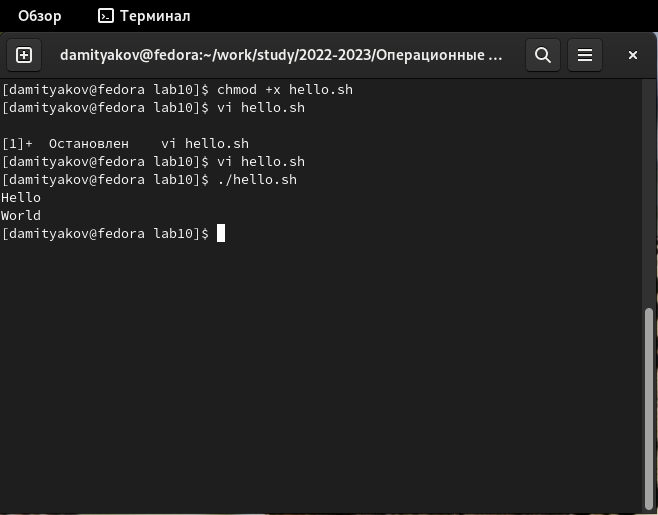 Обзор Терминал
damityakov@fedora:~/work/study/2022-2023/Операционные ...
[damityakov@fedora lab10]$ chmod +x hello.sh
[damityakov@fedora lab10]$ vi hello.sh
[1]+  Остановлен    vi hello.sh
[damityakov@fedora lab10]$ vi hello.sh
[damityakov@fedora lab10]$ ./hello.sh
Hello
World
[damityakov@fedora lab10]$